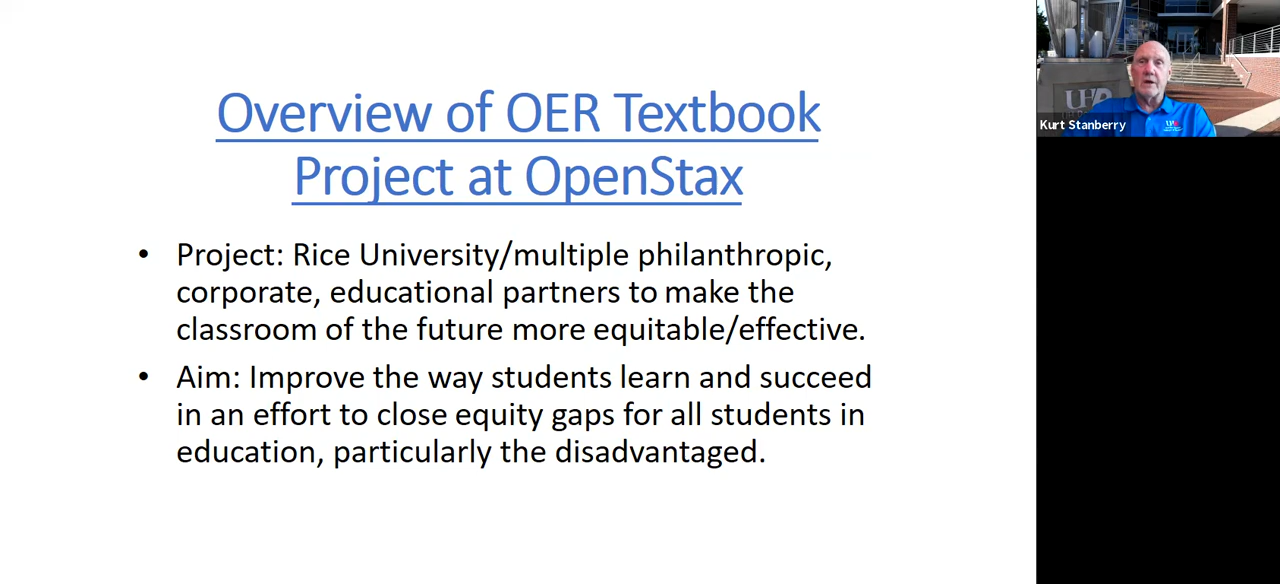 Overview of OER Textbook
Project at OpenStax
• Project: Rice University/multiple philanthropic,
corporate, educational partners to make the
classroom of the future more equitable/effective.
• Aim: Improve the way students learn and succeed
in an effort to close equity gaps for all students in
education, particularly the disadvantaged.
Kurt Stanberry